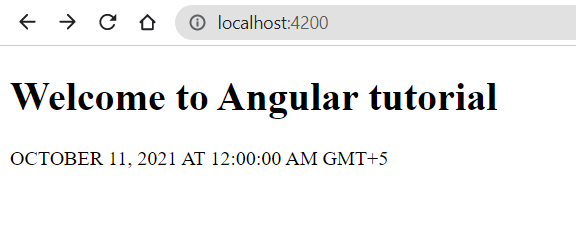 localhost:4200
Welcome to Angular tutorial
OCTOBER 11, 2021 AT 12:00:00 AM GMT+5